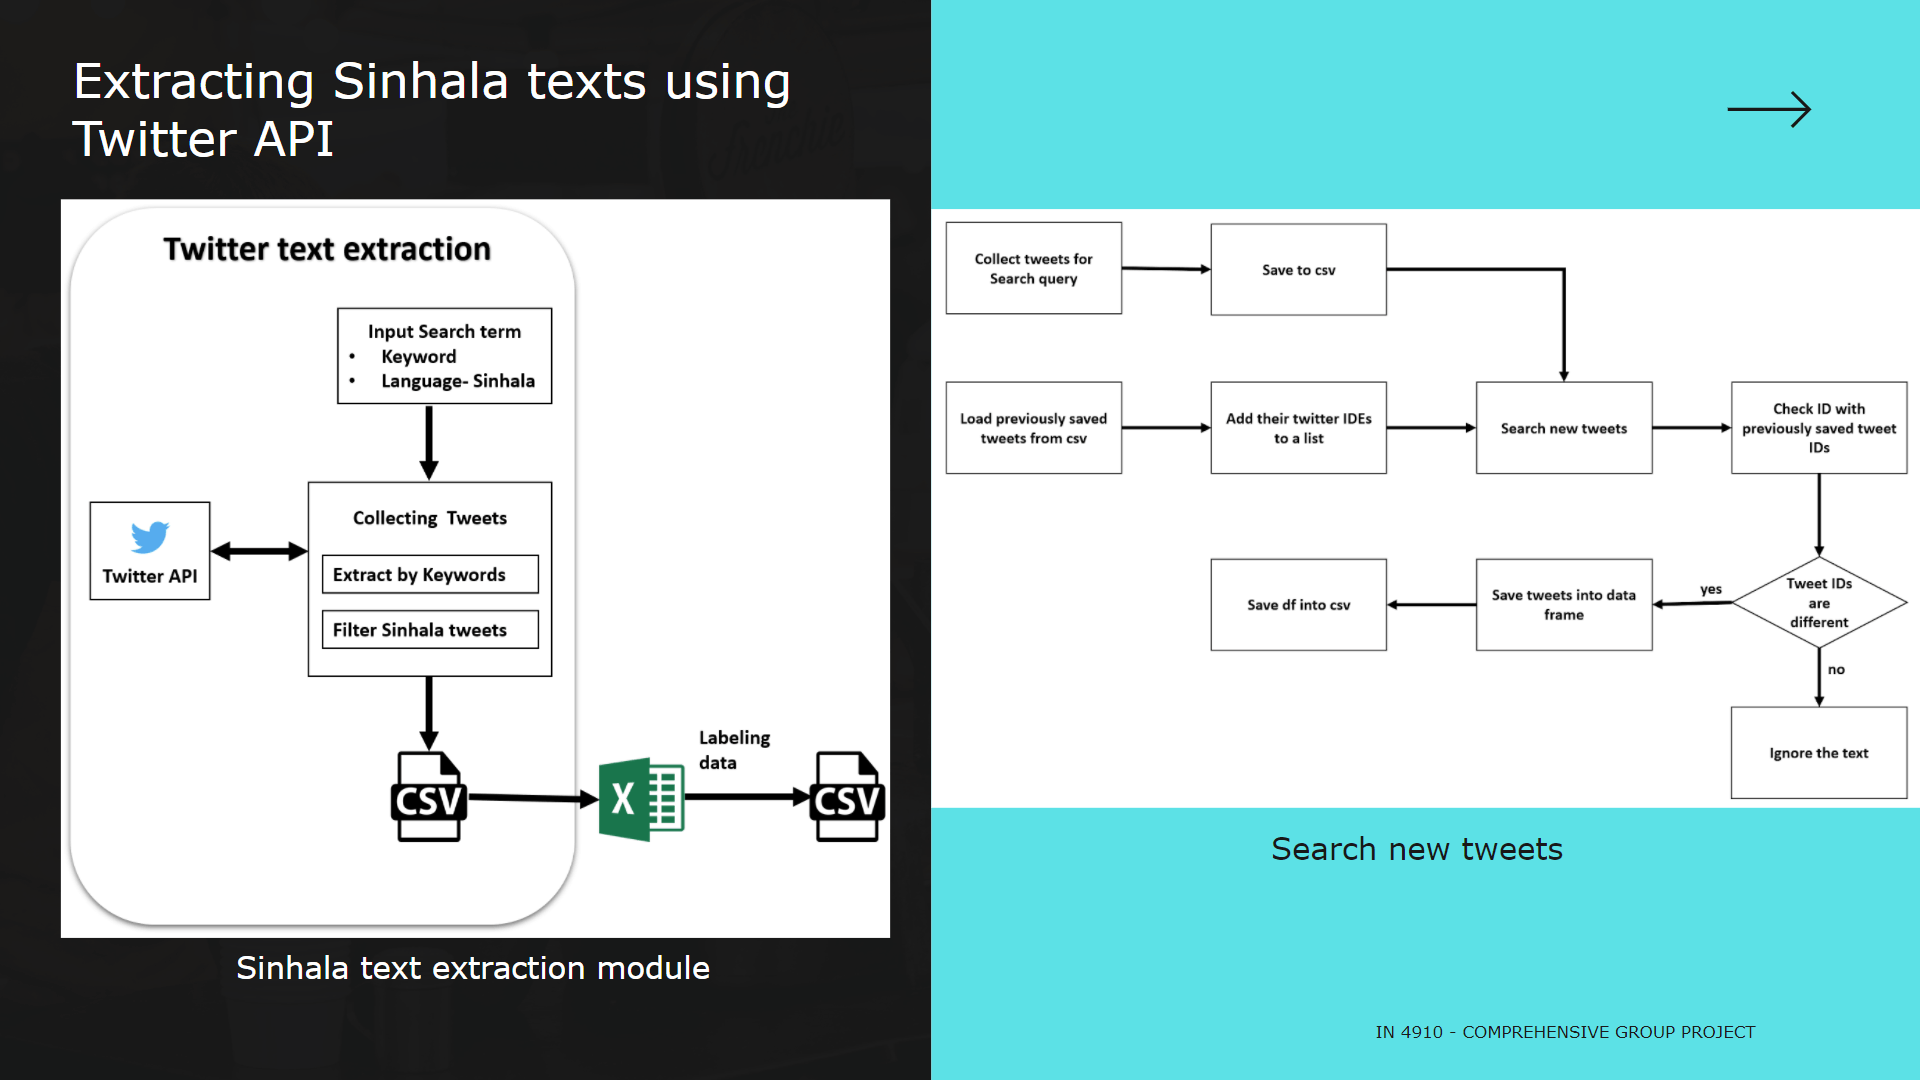 Extracting Sinhala texts using
Twitter API
Twitter text extraction
Input Search term
• Keyword
• Language- Sinhala
Collecting Tweets
Extract by Keywords
Filter Sinhala tweets
Twitter API
CSV
X
Labeling
data
CSV
Sinhala text extraction module
Collect tweets for
Search query
Save to csv
Load previously saved
tweets from csv
Add their twitter IDEs
to a list
Search new tweets
Check ID with
previously saved tweet
IDs
Tweet IDs
are
different
yes
Save tweets into data
frame
Save df into csv
no
Ignore the text
Search new tweets
IN 4910 - COMPREHENSIVE GROUP PROJECT